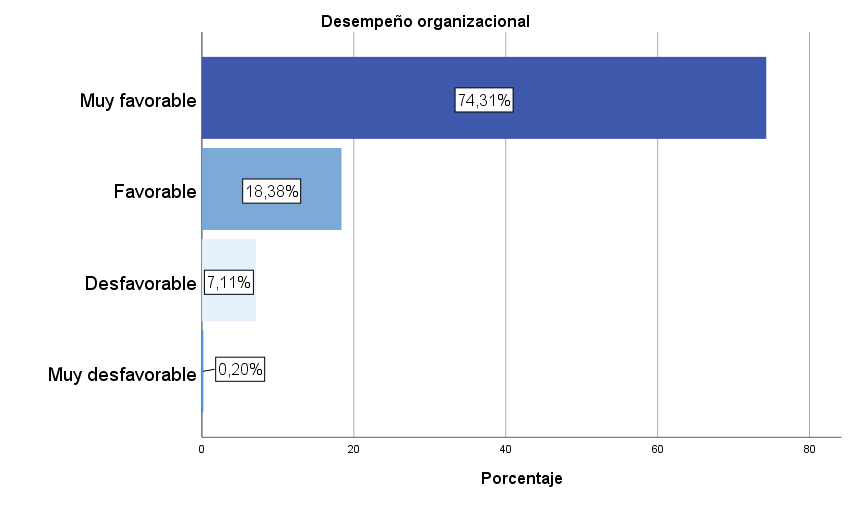 Desempeño organizacional
Muy favorable
74,31%
Favorable
18,38%
Desfavorable
7,11%
Muy desfavorable
0,20%
0 20 40 60 80
Porcentaje